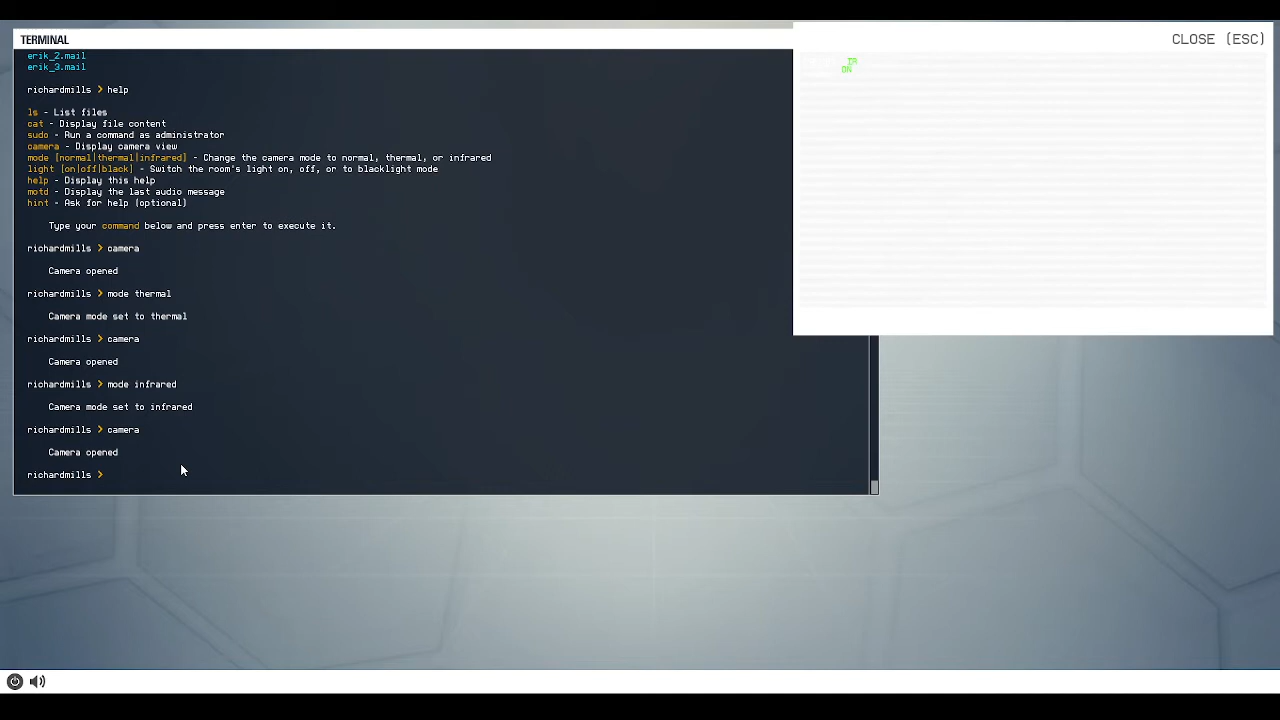 TERMINAL
CLOSE (ESC)
erik_2.mail
erik_3.mail
IR
ON
richardmills > help
ls - List files
cat - Display file content
sudo - Run a command as administrator
camera - Display camera view
mode [normal|thermal|infrared] - Change the camera mode to normal, thermal, or infrared
light [on|off|black] - Switch the room's light on, off, or to blacklight mode
help - Display this help
motd - Display the last audio message
hint - Ask for help (optional)
Type your command below and press enter to execute it.
richardmills > camera
Camera opened
richardmills > mode thermal
Camera mode set to thermal
richardmills > camera
Camera opened
richardmills > mode infrared
Camera mode set to infrared
richardmills > camera
Camera opened
richardmills >